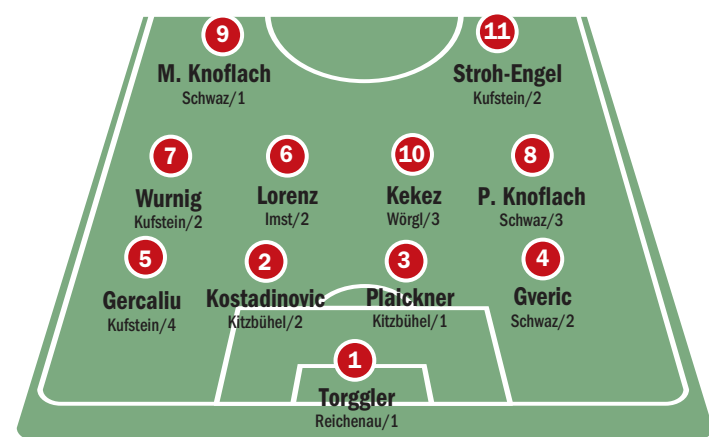 9
M. Knoflach
Schwaz/1
11
Stroh-Engel
Kufstein/2
7
Wurnig
Kufstein/2
6
Lorenz
Imst/2
10
Kekez
Wörgl/3
8
P. Knoflach
Schwaz/3
5
Gercaliu
Kufstein/4
2
Kostadinovic
Kitzbühel/2
3
Plaickner
Kitzbühel/1
4
Gveric
Schwaz/2
1
Torggler
Reichenau/1